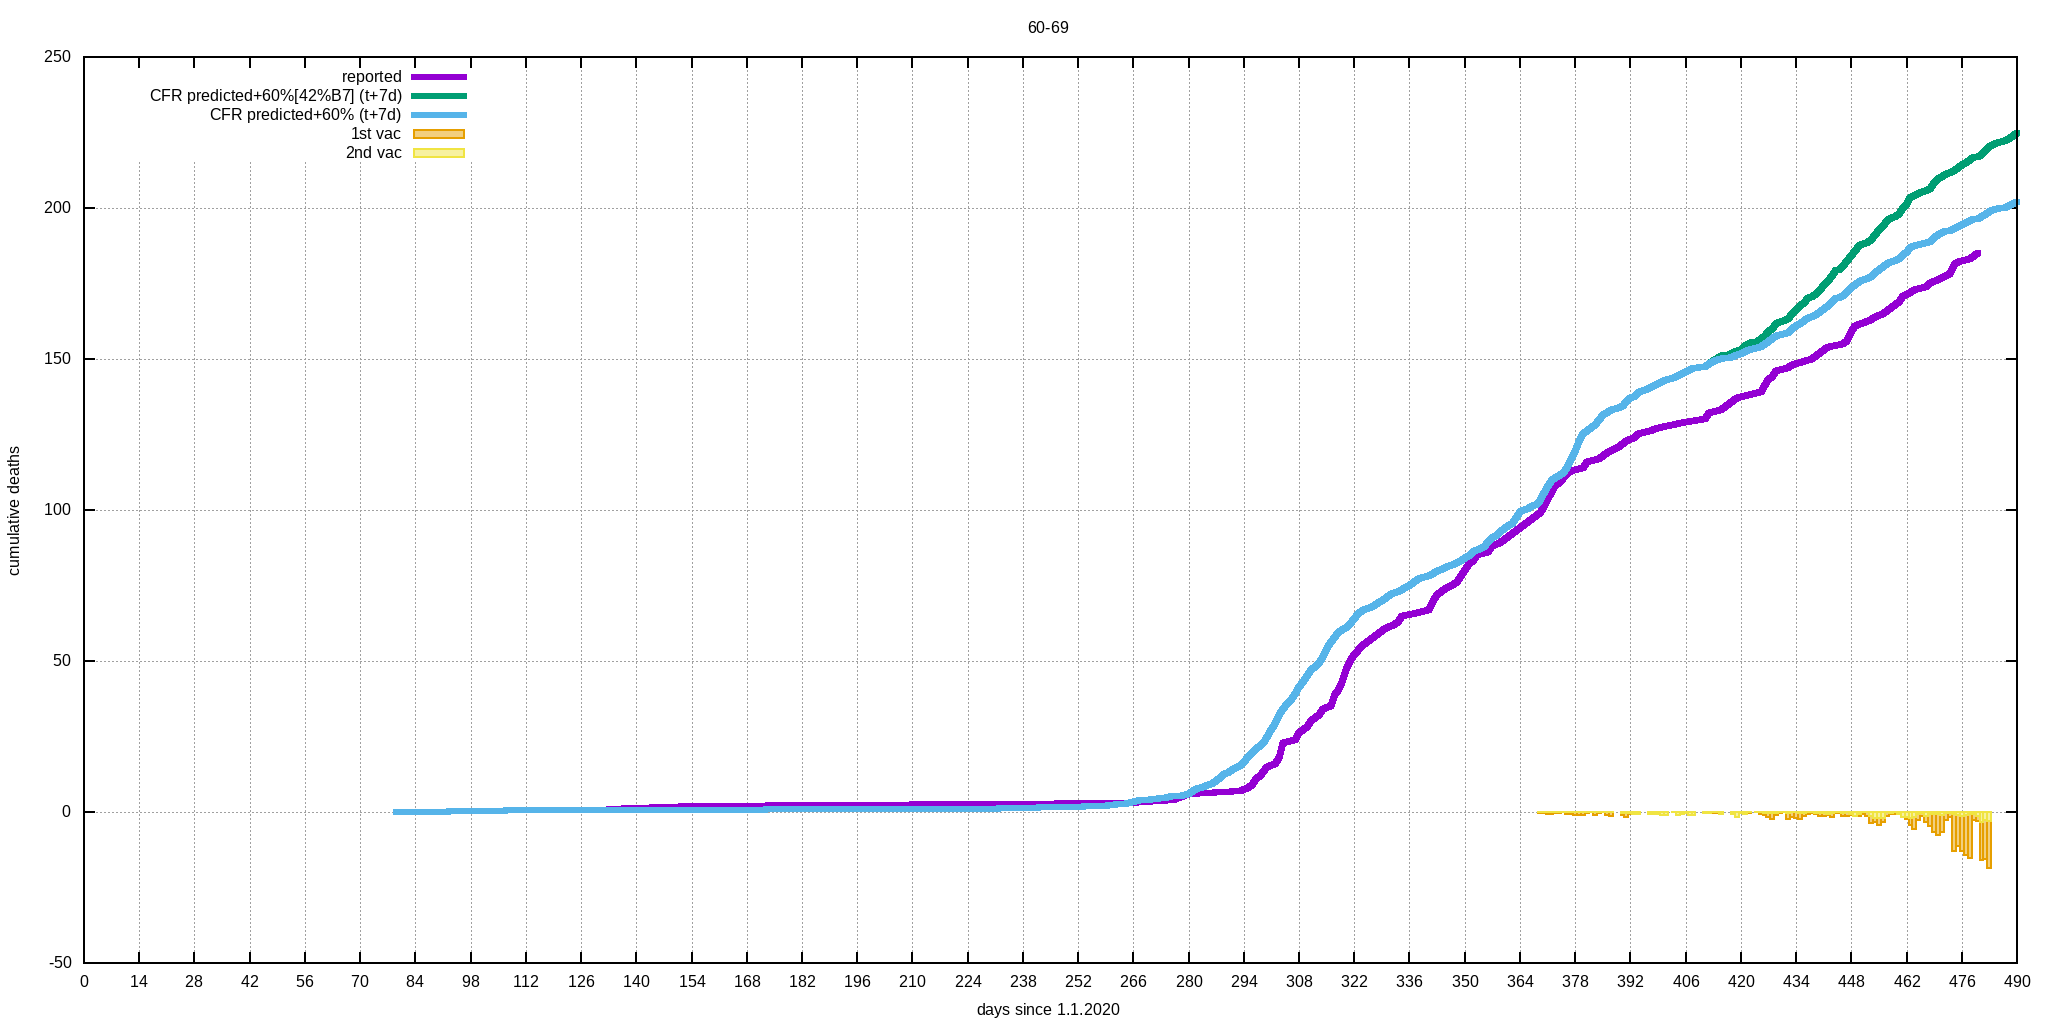 60-69
250
200
150
100
50
0
-50
cumulative deaths
reported
CFR predicted+60%[42%B7] (t+7d)
CFR predicted+60% (t+7d)
1st vac
2nd vac
0 14 28 42 56 70 84 98 112 126 140 154 168 182 196 210 224 238 252 266 280 294 308 322 336 350 364 378 392 406 420 434 448 462 476 490
days since 1.1.2020